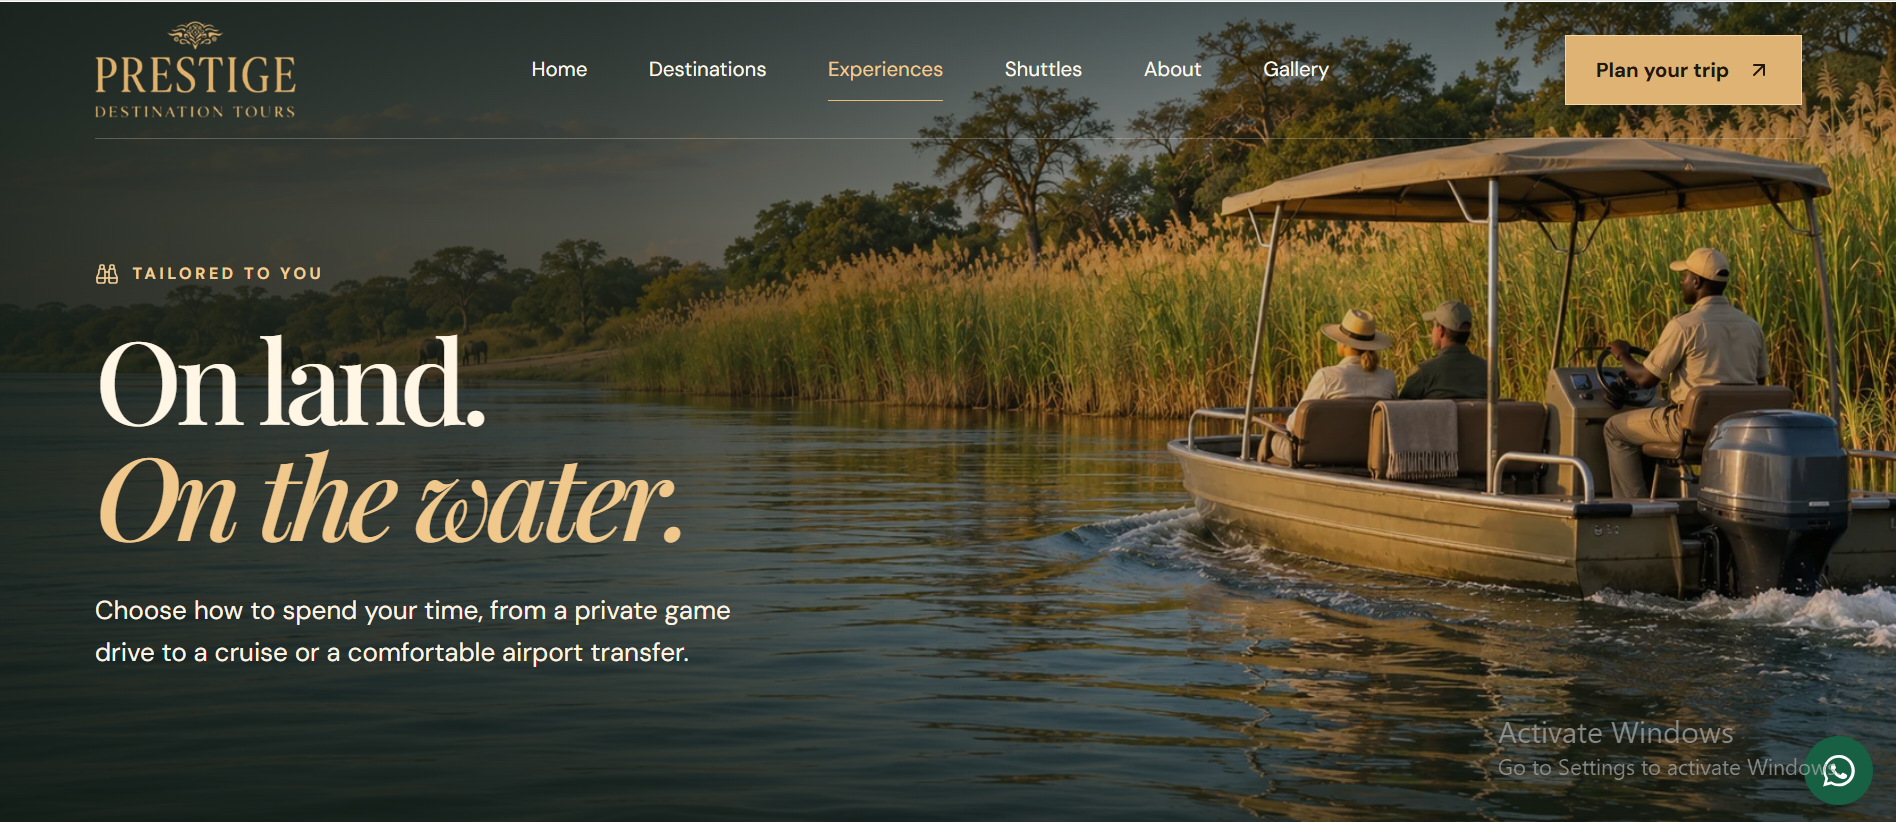 PRESTIGE
DESTINATION TOURS
Home
Destinations
Experiences
Shuttles
About
Gallery
Plan your trip
TAILORED TO YOU
On land.
On the water.
Choose how to spend your time, from a private game
drive to a cruise or a comfortable airport transfer.
Activate Windows
Go to Settings to activate Windows